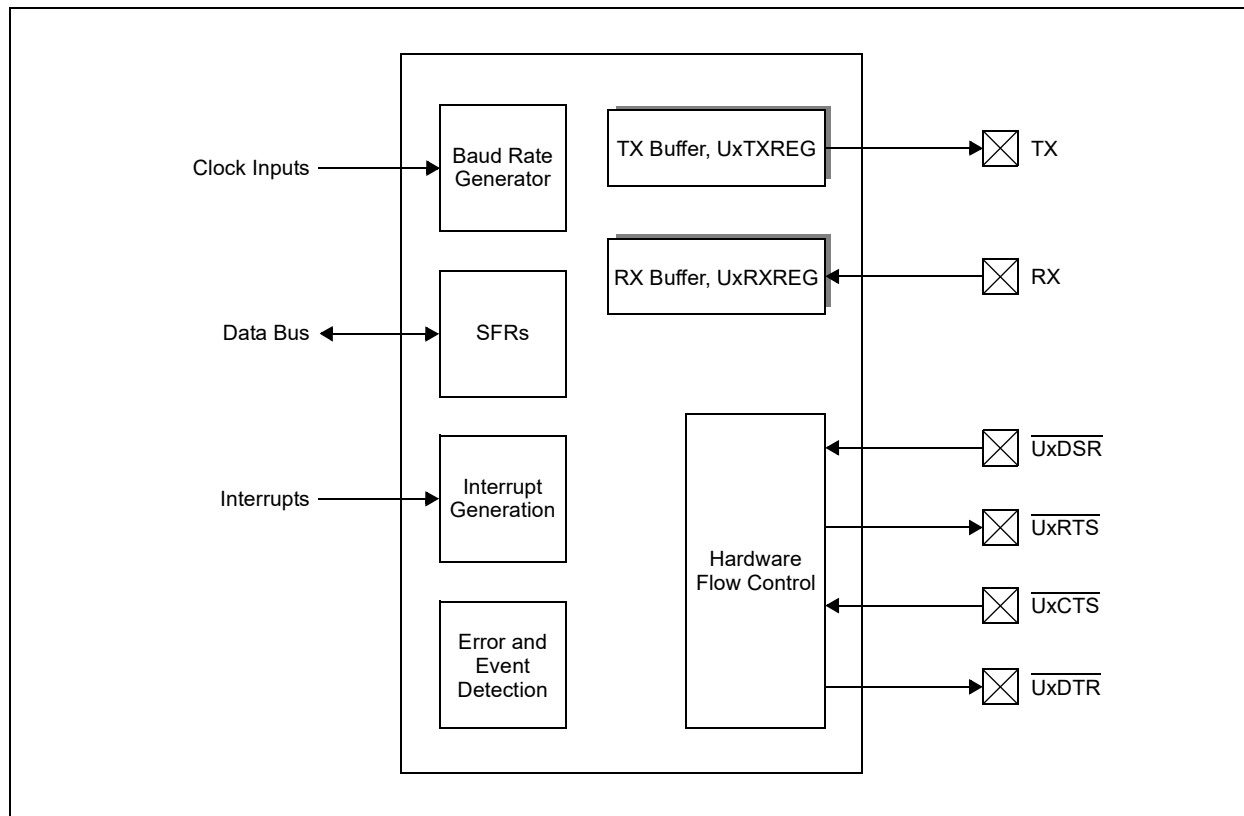 Clock Inputs
Baud Rate
Generator
TX Buffer, UxTXREG
TX
RX Buffer, UxRXREG
RX
Data Bus
SFRs
Interrupts
Interrupt
Generation
Error and
Event
Detection
Hardware
Flow Control
UxDSR
UxRTS
UxCTS
UxDTR